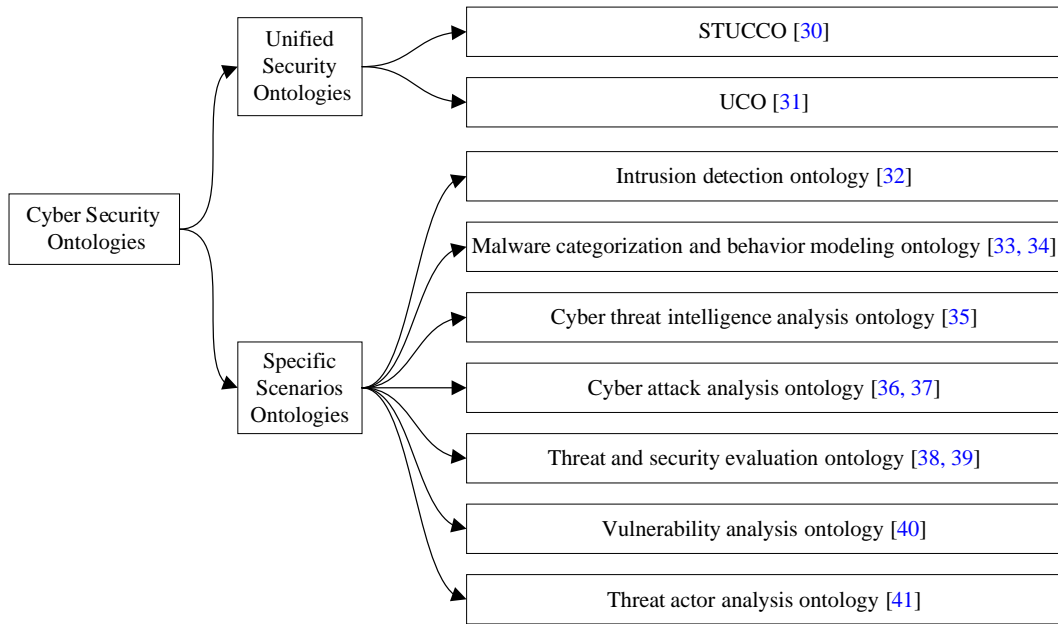 Unified
Security
Ontologies
STUCCO [30]
UCO [31]
Cyber Security
Ontologies
Specific
Scenarios
Ontologies
Intrusion detection ontology [32]
Malware categorization and behavior modeling ontology [33, 34]
Cyber threat intelligence analysis ontology [35]
Cyber attack analysis ontology [36, 37]
Threat and security evaluation ontology [38, 39]
Vulnerability analysis ontology [40]
Threat actor analysis ontology [41]